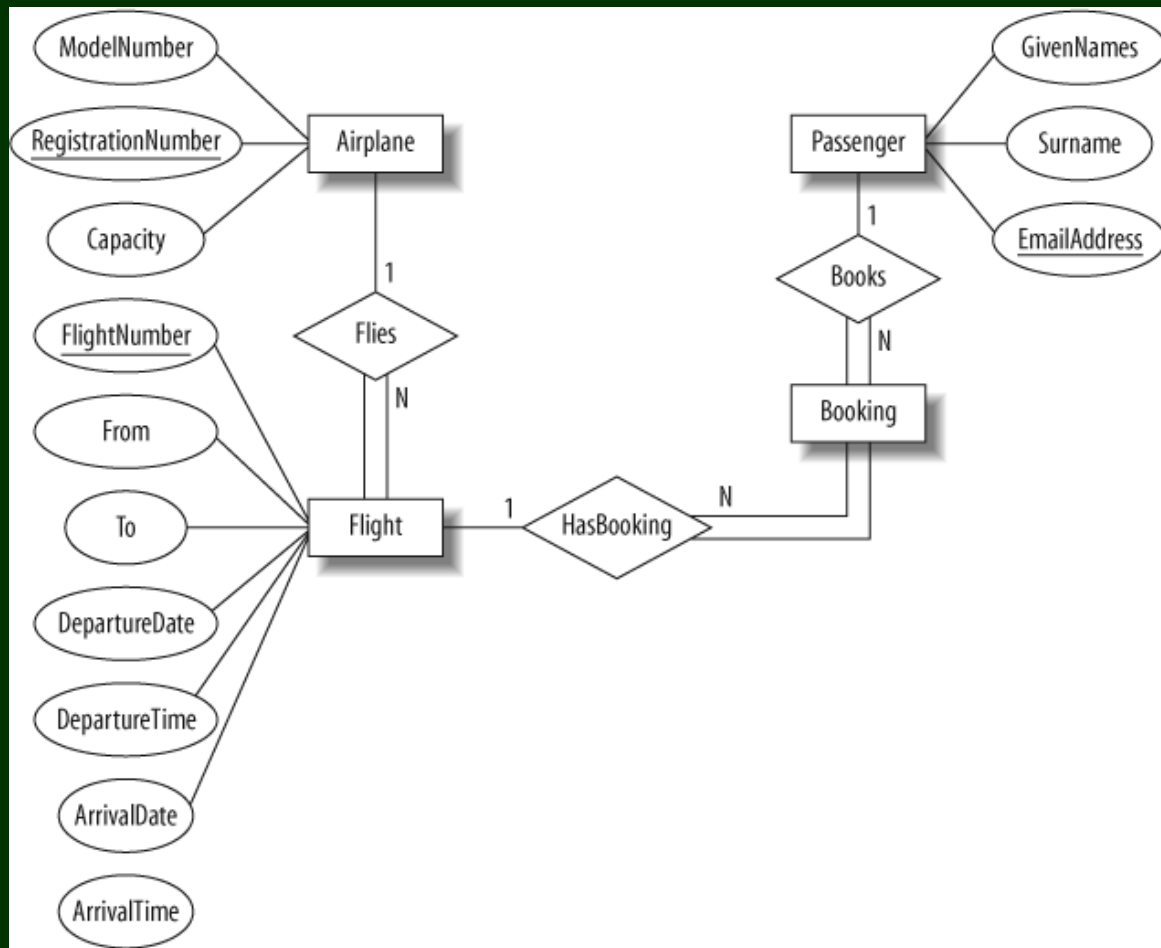 ModelNumber
RegistrationNumber
Capacity
FlightNumber
From
To
DepartureDate
DepartureTime
ArrivalDate
ArrivalTime
Airplane
1
Flies
N
Flight
1
HasBooking
N
Passenger
1
Books
N
Booking
GivenNames
Surname
EmailAddress